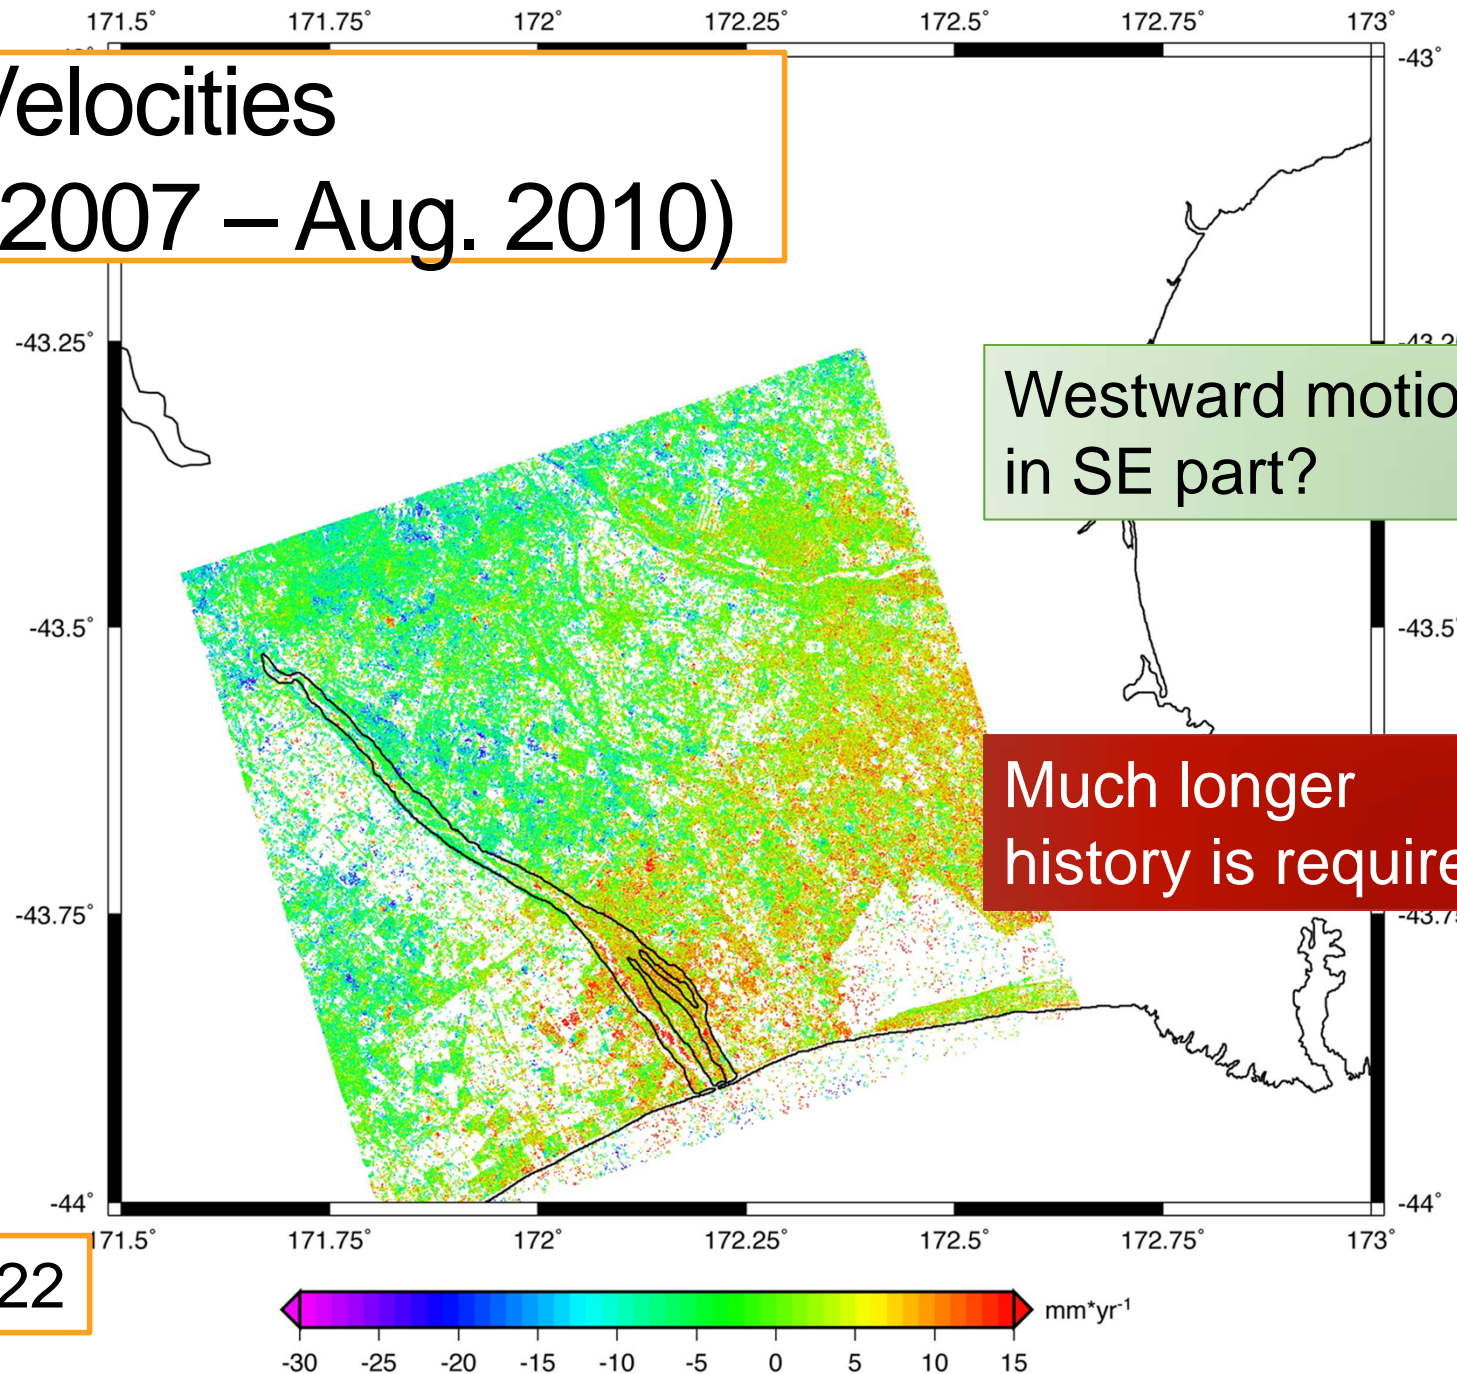 171.5° 171.75° 172° 172.25° 172.5° 172.75° 173°
-43°
Velocities
2007 – Aug. 2010)
-43.25°
Westward motio
in SE part?
-43.5° -43.5
Much longer
history is require
-43.75° -43.7
-44° -44°
171.5° 171.75° 172° 172.25° 172.5° 172.75° 173°
22
mm*yr-1
-30 -25 -20 -15 -10 -5 0 5 10 15